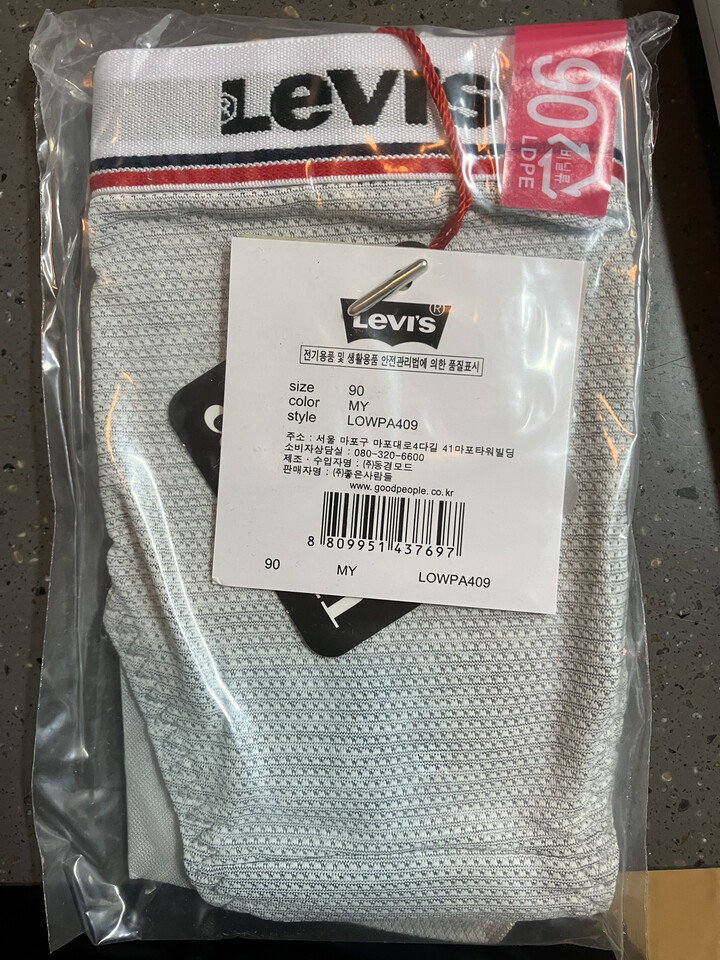 ®Levi's
90
비닐류
LDPE
Levi's®
전기용품 및 생활용품 안전관리법에 의한 품질표시
size 90
color MY
style LOWPA409
주소 : 서울 마포구 마포대로4다길 41마포타워빌딩
소비자상담실 : 080-320-6600
제조 · 수입자명 : (주)동경모드
판매자명 : (주)좋은사람들
www. goodpeople. co. kr
8 809951 437697
90 MY LOWPA409